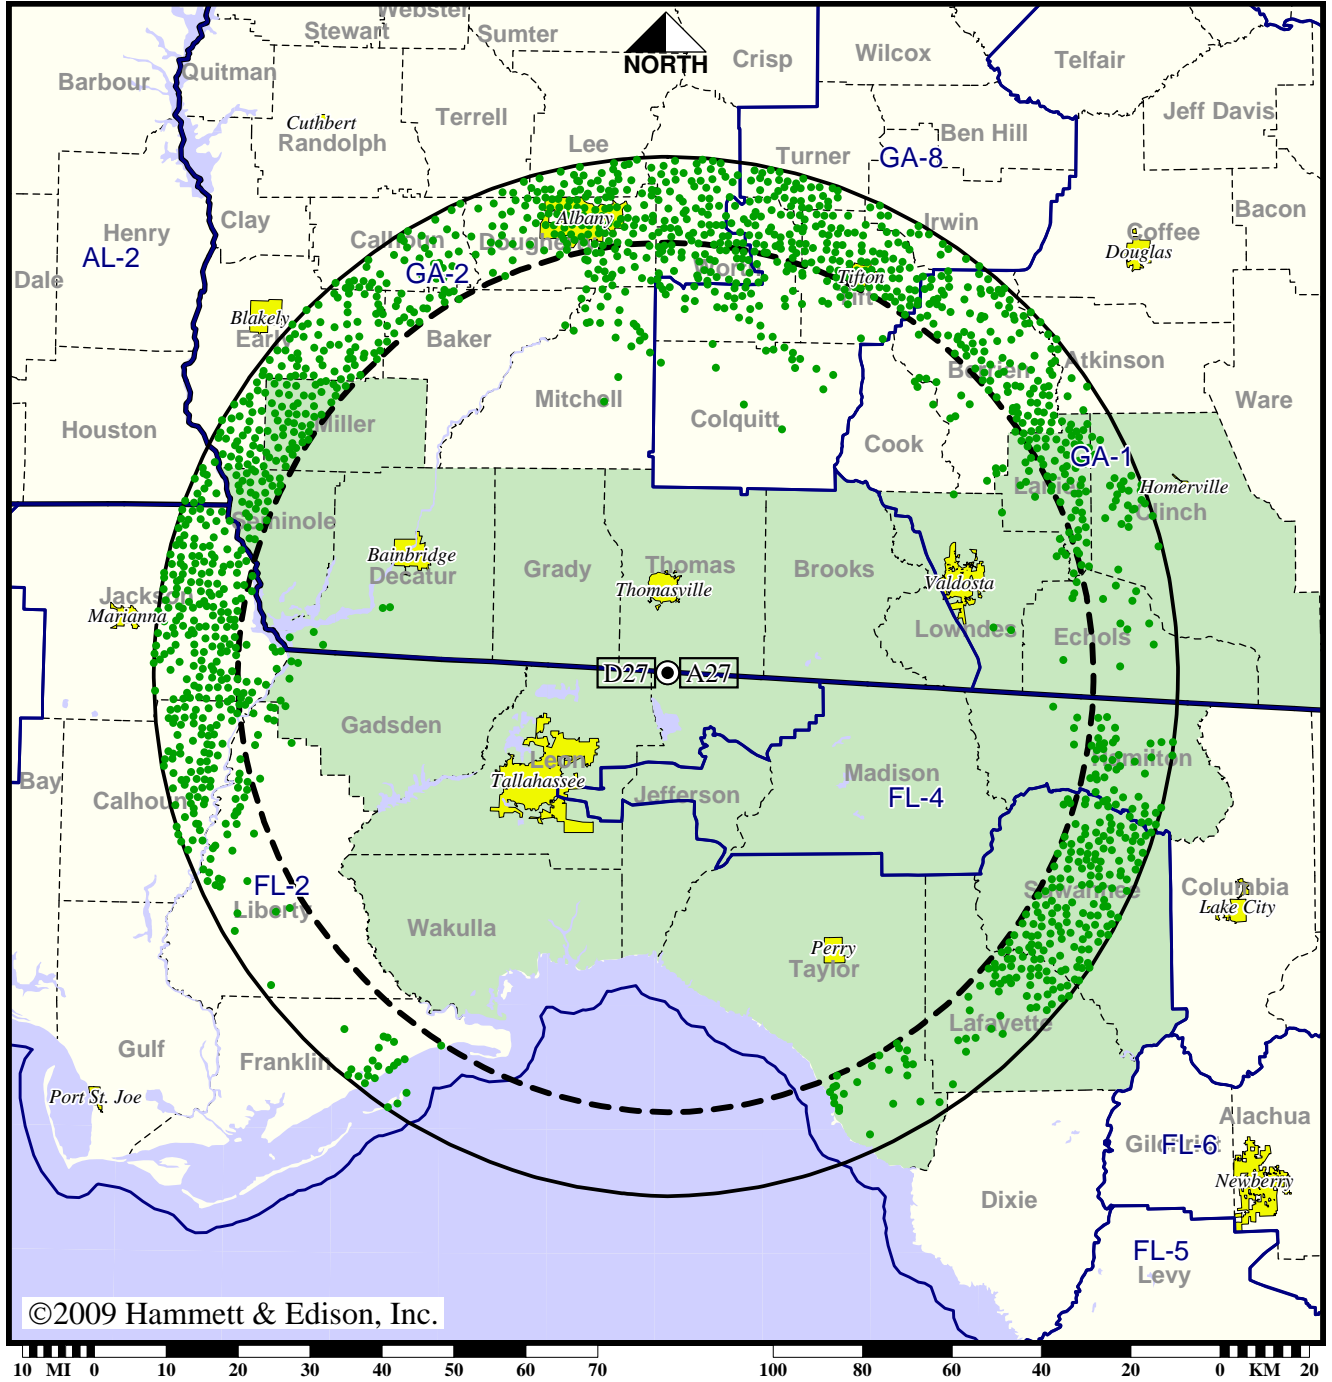 Webster
Stewart
Sumter
NORTH
Crisp
Wilcox
Telfair
Barbour
Quitman
Terrell
Jeff Davis
Cuthbert
Randolph
Lee
Turner
GA-8
Ben Hill
Henry
Clay
Calhoun
Dougherty
Albany
Irwin
Bacon
Coffee
Douglas
AL-2
Dale
GA-2
Worth
Tifton
Tift
Blakely
Early
Baker
Berrien
Atkinson
Houston
Miller
Mitchell
Colquitt
Cook
Ware
GA-1
Lanier
Homerville
Clinch
Seminole
Bainbridge
Decatur
Grady
Thomas
Thomasville
Brooks
Valdosta
Lowndes
Echols
Jackson
Marianna
D27
A27
Gadsden
Leon
Tallahassee
Jefferson
Madison
FL-4
Hamilton
Bay
Calhoun
FL-2
Liberty
Wakulla
Suwannee
Columbia
Lake City
Perry
Taylor
Lafayette
Gulf
Franklin
Port St. Joe
Alachua
Gilchrist
FL-6
Newberry
Dixie
FL-5
Levy
©2009 Hammett & Edison, Inc.
10 MI 0 10 20 30 40 50 60 70 100 80 60 40 20 0 KM 20